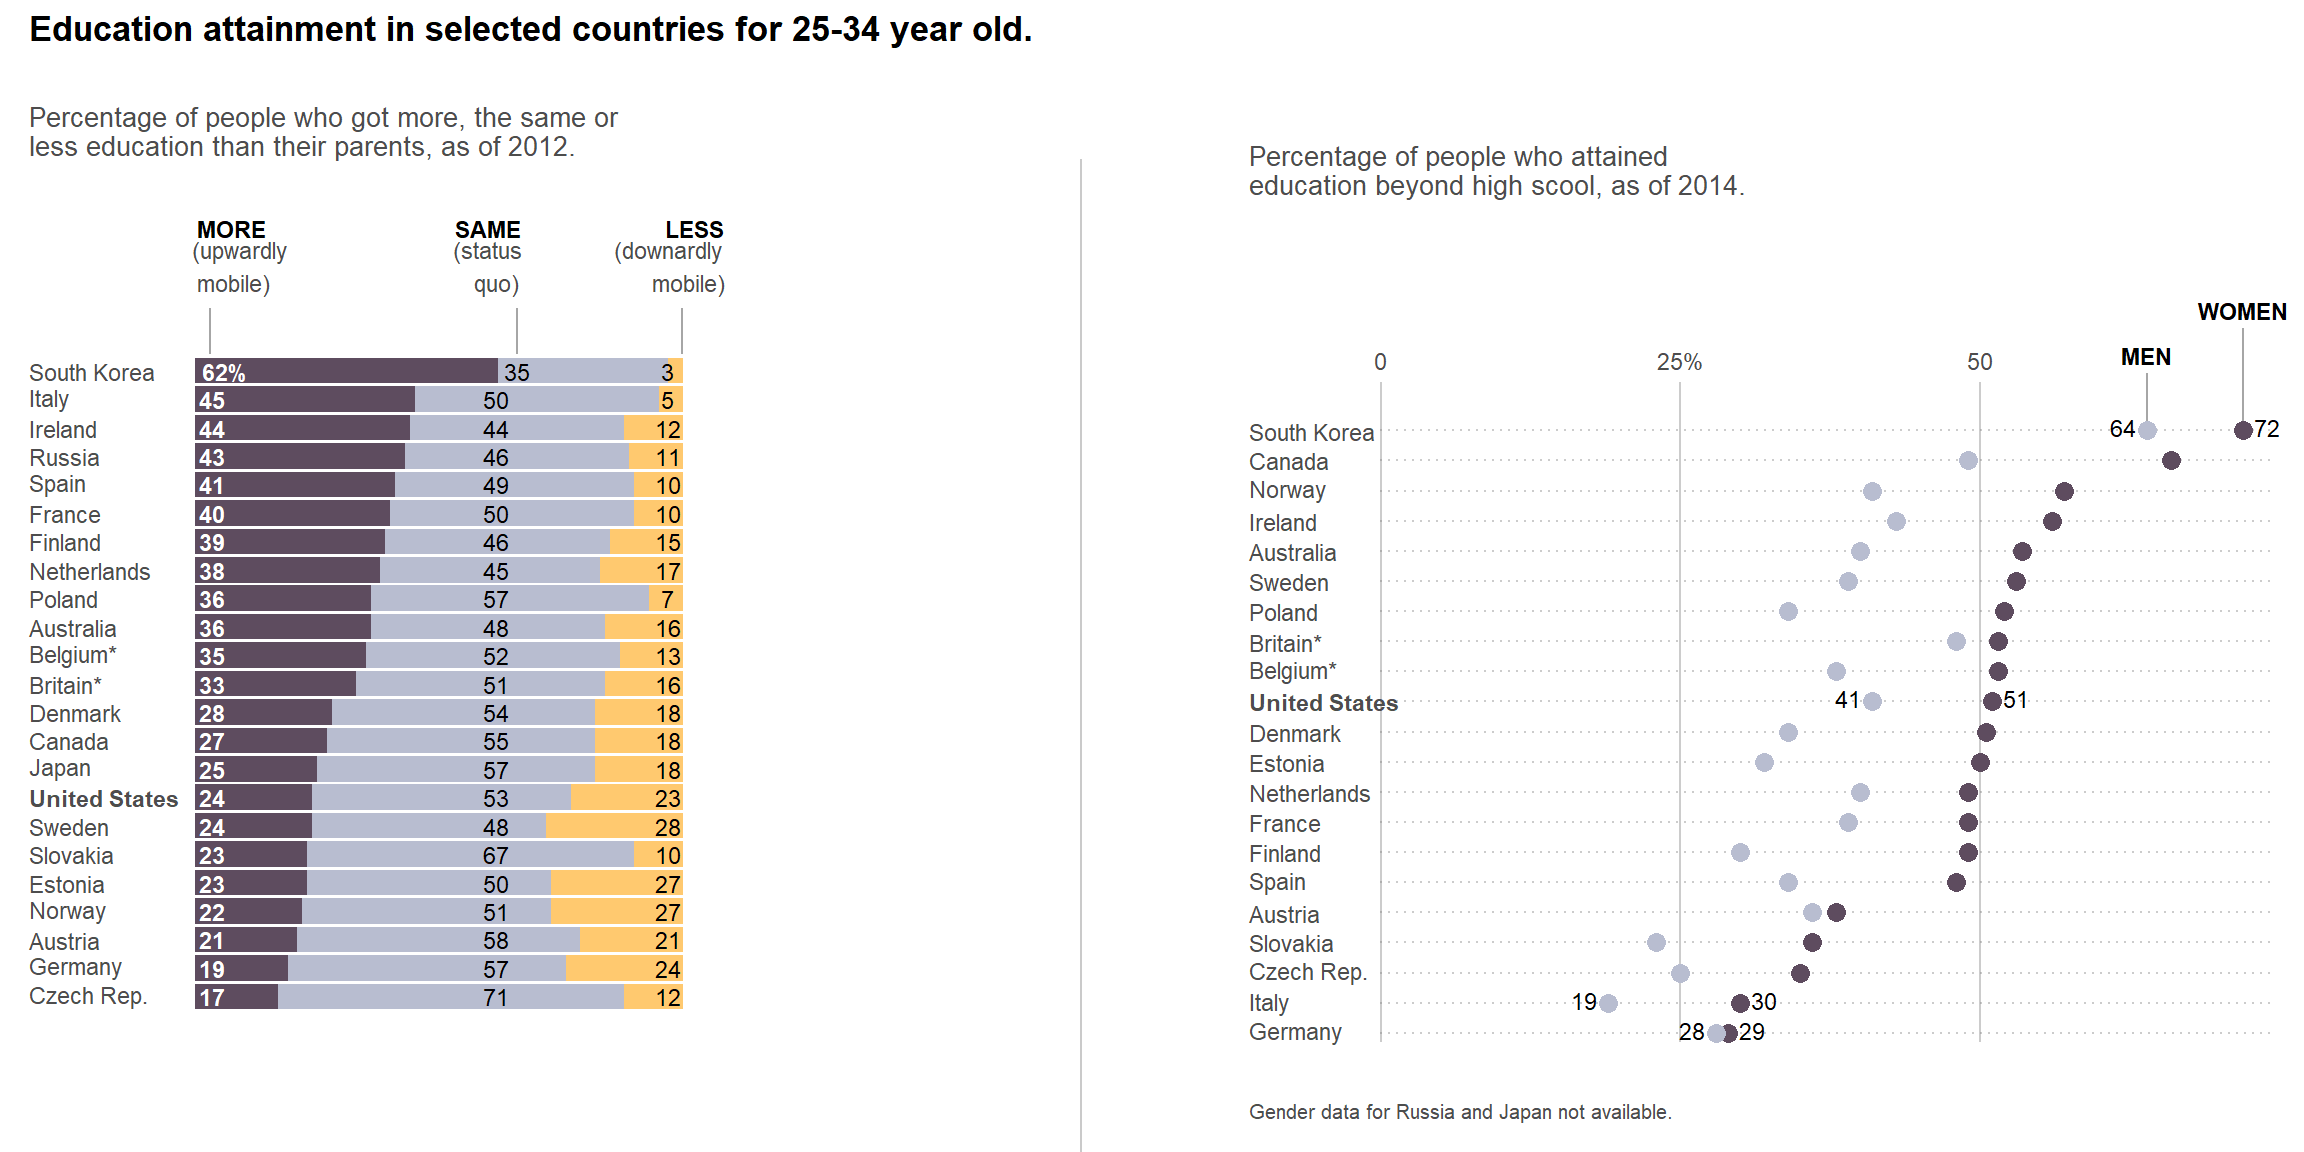 Education attainment in selected countries for 25-34 year old.
Percentage of people who got more, the same or
less education than their parents, as of 2012.
MORE SAME LESS
(upwardly (status (downardly
mobile) quo) mobile)
South Korea 62% 35 3
Italy 45 50 5
Ireland 44 44 12
Russia 43 46 11
Spain 41 49 10
France 40 50 10
Finland 39 46 15
Netherlands 38 45 17
Poland 36 57 7
Australia 36 48 16
Belgium* 35 52 13
Britain* 33 51 16
Denmark 28 54 18
Canada 27 55 18
Japan 25 57 18
United States 24 53 23
Sweden 24 48 28
Slovakia 23 67 10
Estonia 23 50 27
Norway 22 51 27
Austria 21 58 21
Germany 19 57 24
Czech Rep. 17 71 12
Percentage of people who attained
education beyond high scool, as of 2014.
WOMEN
0 25% 50 MEN
South Korea 64 72
Canada
Norway
Ireland
Australia
Sweden
Poland
Britain*
Belgium*
United States 41 51
Denmark
Estonia
Netherlands
France
Finland
Spain
Austria
Slovakia
Czech Rep.
Italy 19 30
Germany 28 29
Gender data for Russia and Japan not available.